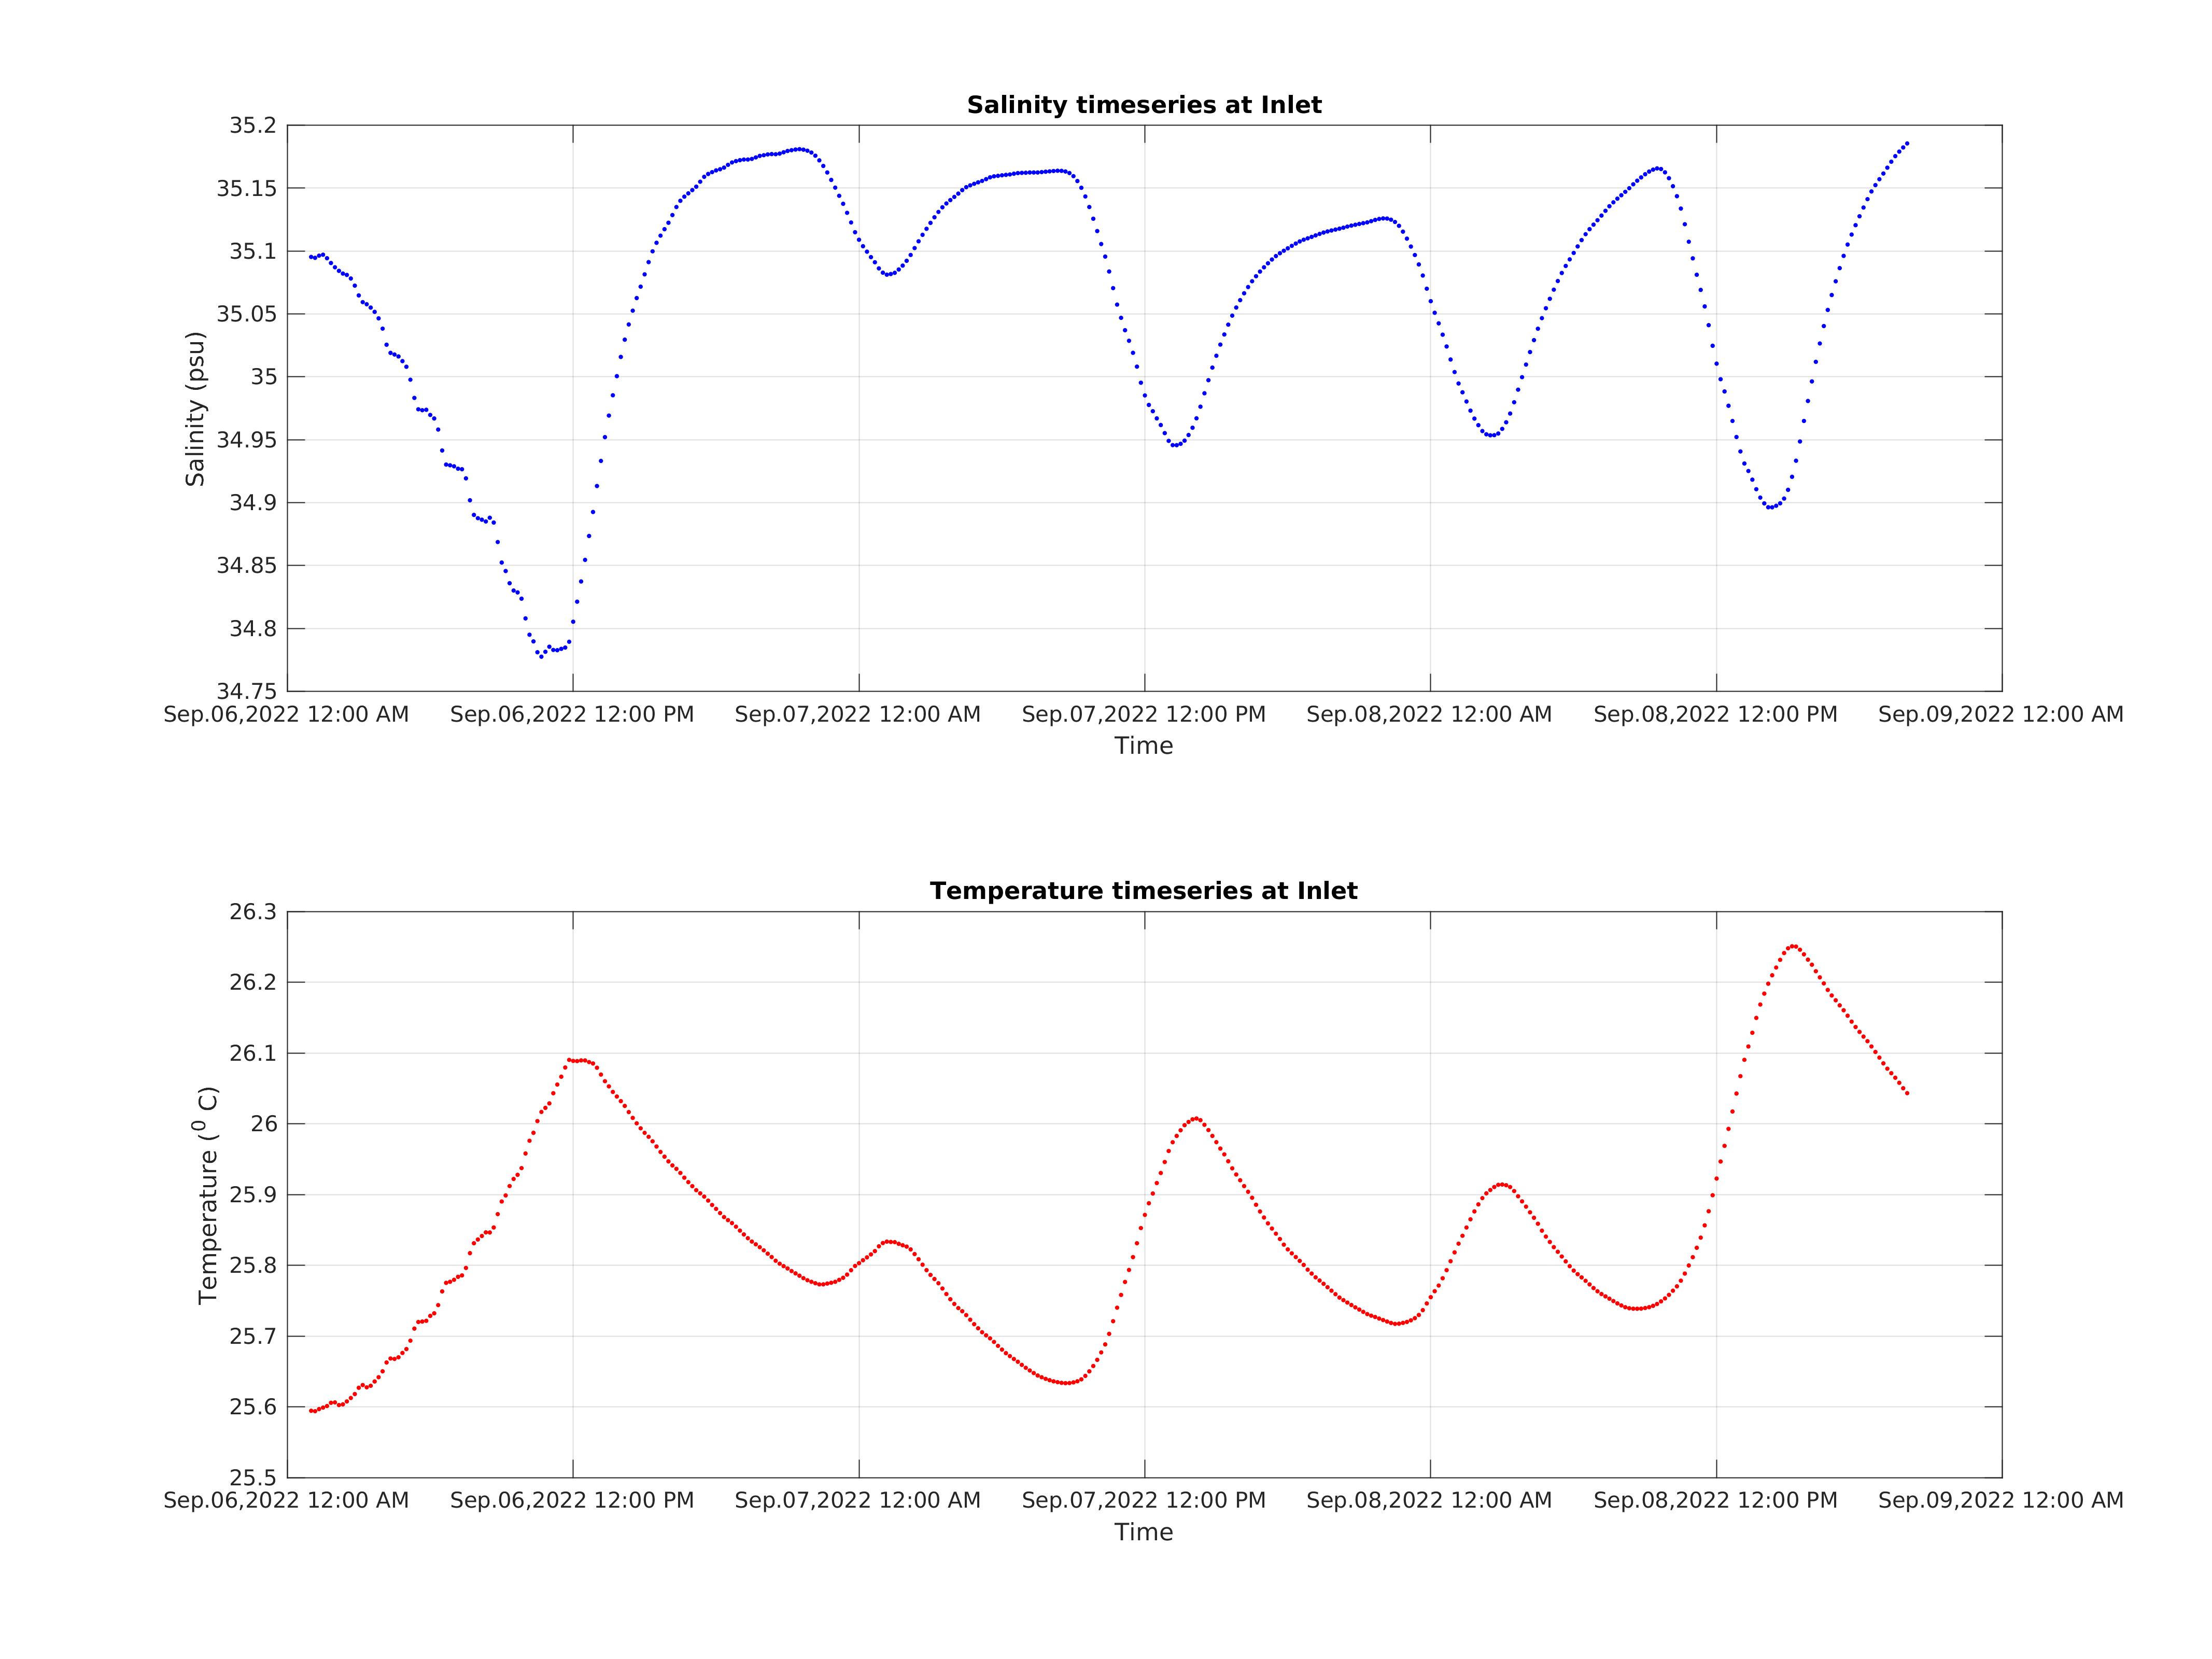 Salinity timeseries at Inlet
35.2
35.15
35.1
35.05
35
34.95
34.9
34.85
34.8
34.75
Salinity (psu)
Sep.06,2022 12:00 AM Sep.06,2022 12:00 PM Sep.07,2022 12:00 AM Sep.07,2022 12:00 PM Sep.08,2022 12:00 AM Sep.08,2022 12:00 PM Sep.09,2022 12:00 AM
Time
Temperature timeseries at Inlet
26.3
26.2
26.1
26
25.9
25.8
25.7
25.6
25.5
Temperature (⁰ C)
Sep.06,2022 12:00 AM Sep.06,2022 12:00 PM Sep.07,2022 12:00 AM Sep.07,2022 12:00 PM Sep.08,2022 12:00 AM Sep.08,2022 12:00 PM Sep.09,2022 12:00 AM
Time